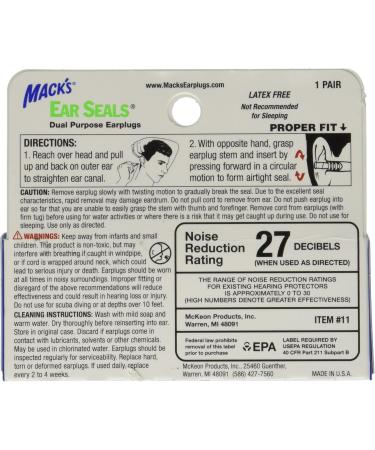 MACK'S®
www.MacksEarplugs.com
1 PAIR
EAR SEALS®
Dual Purpose Earplugs
LATEX FREE
Not Recommended
for Sleeping
PROPER FIT
DIRECTIONS:
1. Reach over head and pull
up and back on outer ear
to straighten ear canal.
2. With opposite hand, grasp
earplug stem and insert by
pressing forward in a circular
motion to form airtight seal.
CAUTION: Remove earplug slowly with twisting motion to gradually break the seal. Due to the excellent seal
characteristics, rapid removal may damage eardrum. Do not pull cord to remove from ear. Do not push earplug into
ear so far that you are unable to easily grasp the stem with thumb and forefinger. Remove cord from earplugs (with
firm tug) before using for water activities or where there is a risk that it may get caught up during use. Do not use for
sleeping. Use only as directed.
WARNINGS: Keep away from infants and small
children. This product is non-toxic, but may
interfere with breathing if caught in windpipe,
or if cord is wrapped around neck, which could
lead to serious injury or death. Earplugs should be worn
at all times in noisy surroundings. Improper fitting or
disregard of the above recommendations will reduce
effectiveness and could result in hearing loss or injury.
Do not use for scuba diving or at depths over 10 feet.
CLEANING INSTRUCTIONS: Wash with mild soap and
warm water. Dry thoroughly before reinserting into ear.
Store in original case. Discard if earplugs come in
contact with lubricants, solvents or other chemicals.
May be used in chlorinated water. Earplugs should be
inspected regularly for serviceability. Replace hard,
torn or deformed earplugs. If used daily, replace
every 2 to 4 weeks.
Noise
Reduction
Rating
27
DECIBELS
(WHEN USED AS DIRECTED)
THE RANGE OF NOISE REDUCTION RATINGS
FOR EXISTING HEARING PROTECTORS
IS APPROXIMATELY 0 TO 30
(HIGH NUMBERS DENOTE GREATER EFFECTIVENESS)
McKeon Products, Inc.
Warren, MI 48091
ITEM #11
Federal law prohibits
removal of this label
prior to purchase
EPA
LABEL REQUIRED BY
USEPA REGULATION
40 CFR Part 211 Subpart B
McKeon Products, Inc. 25460 Guenther,
Warren, MI 48091 (586) 427-7560
MADE IN U.S.A.